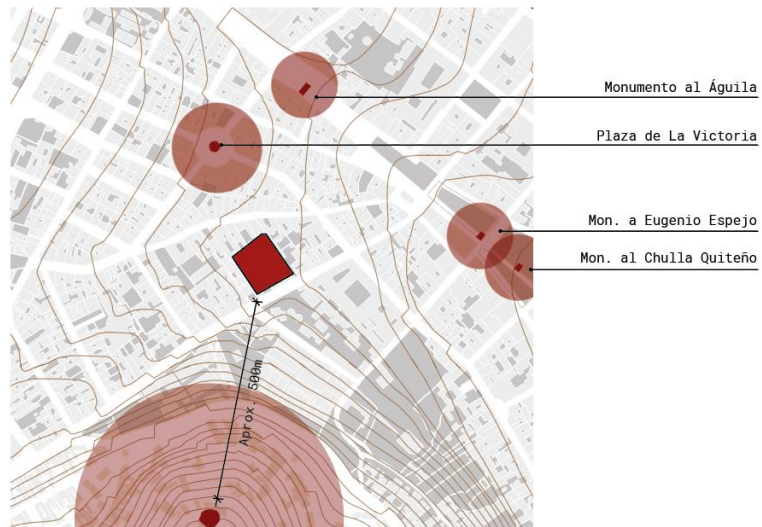 Monumento al Águila
Plaza de La Victoria
Mon. a Eugenio Espejo
Mon. al Chulla Quiteño
Aprox. 500m